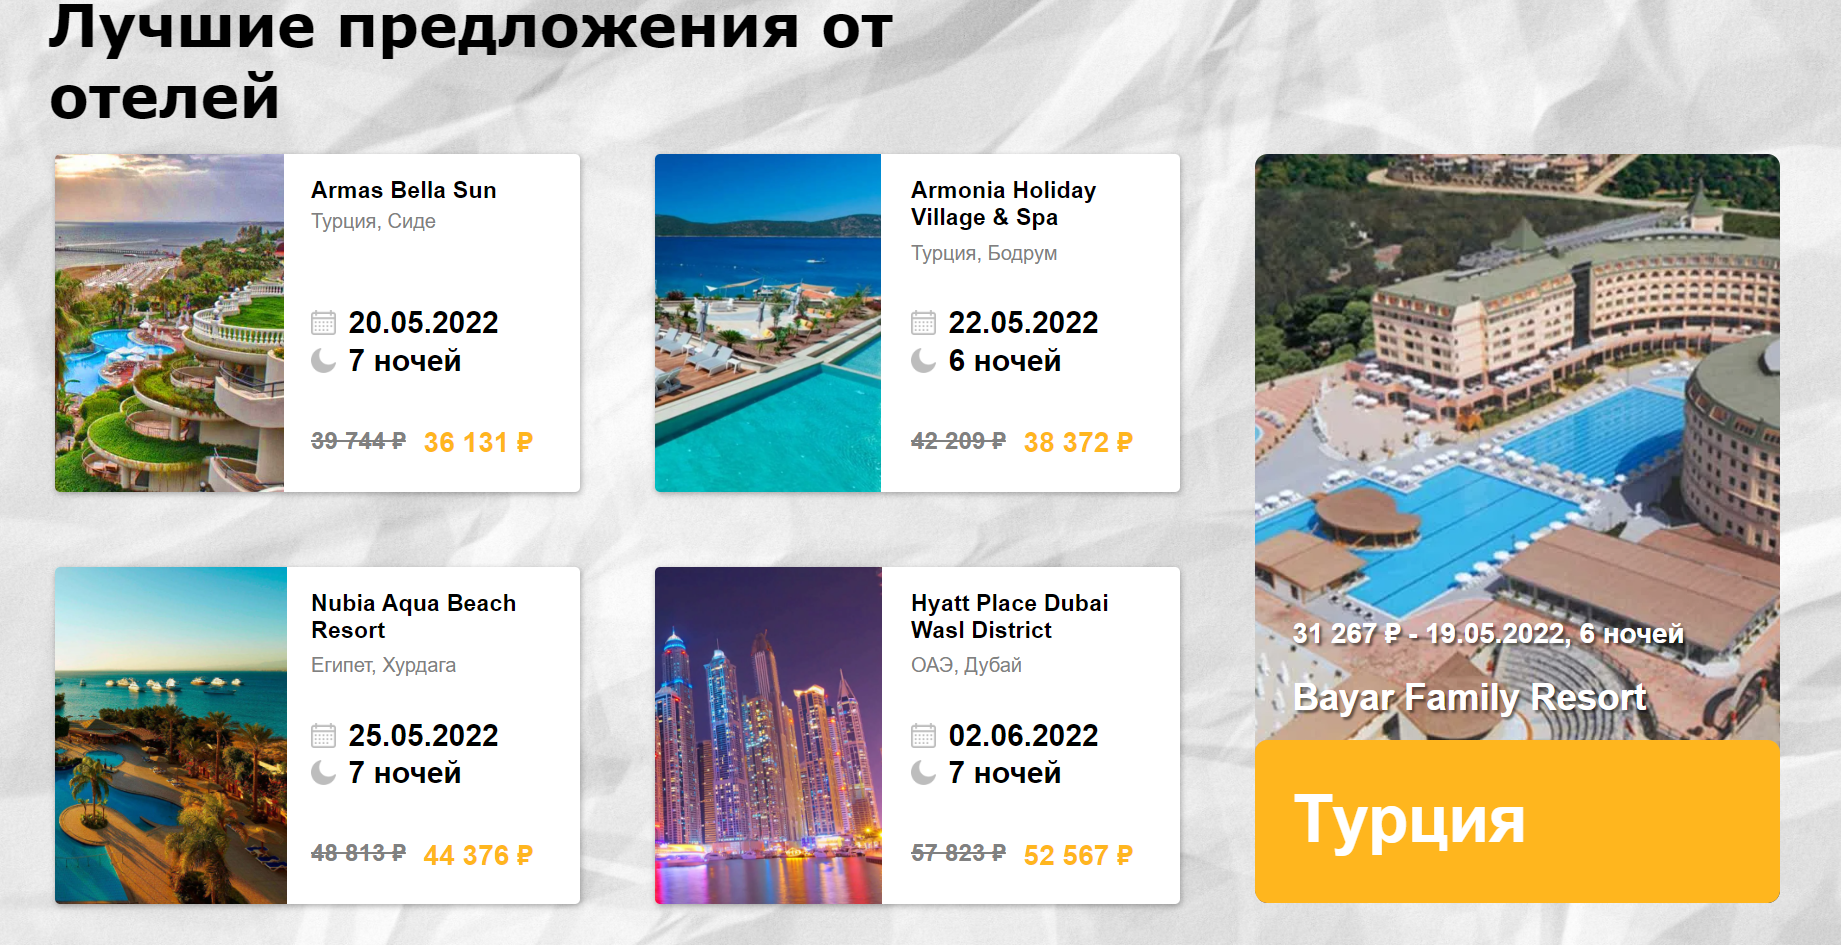 Лучшие предложения от
отелей
Armas Bella Sun
Турция, Сиде
20.05.2022
7 ночей
39 744 ₽ 36 131 ₽
Armonia Holiday
Village & Spa
Турция, Бодрум
22.05.2022
6 ночей
42 209 ₽ 38 372 ₽
Nubia Aqua Beach
Resort
Египет, Хурдага
25.05.2022
7 ночей
48 813 ₽ 44 376 ₽
Hyatt Place Dubai
Wasl District
ОАЭ, Дубай
02.06.2022
7 ночей
57 823 ₽ 52 567 ₽
31 267 ₽ - 19.05.2022, 6 ночей
Bayar Family Resort
Турция